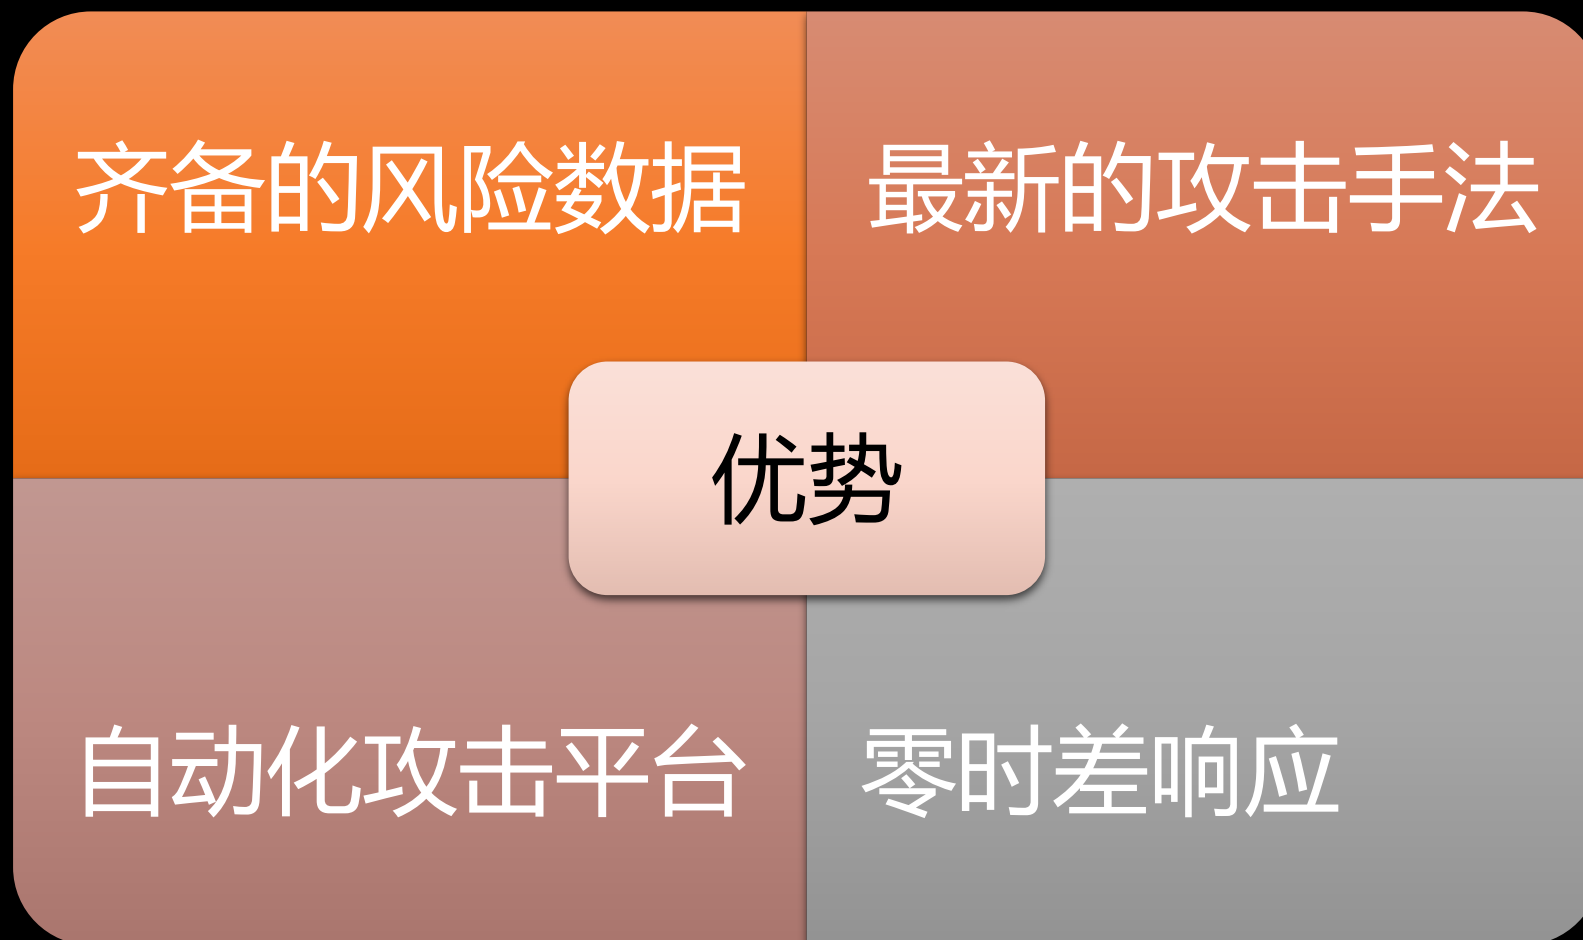 齐备的风险数据
最新的攻击手法
优势
自动化攻击平台
零时差响应